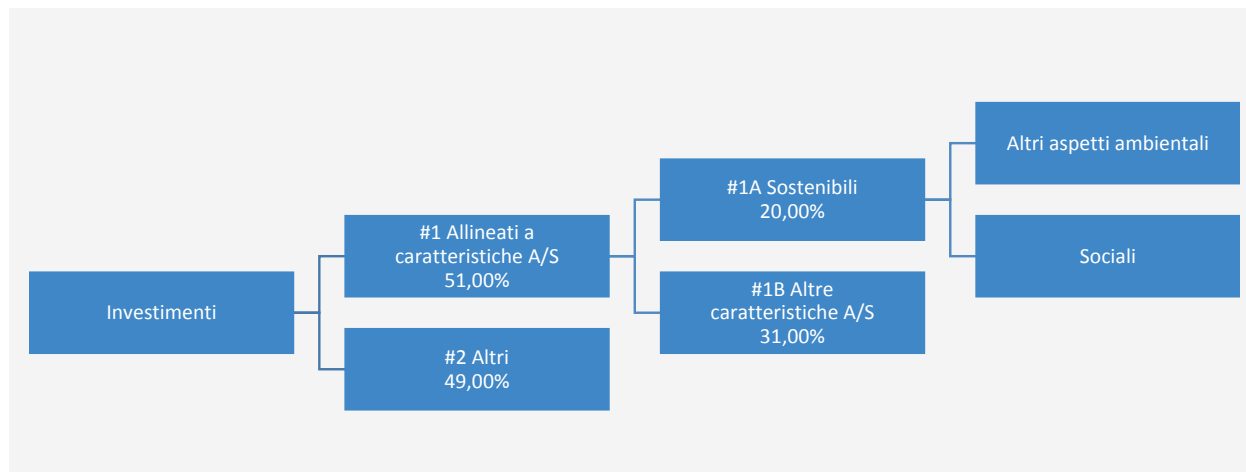 Investimenti
#1 Allineati a
caratteristiche A/S
51,00%
#2 Altri
49,00%
#1A Sostenibili
20,00%
#1B Altre
caratteristiche A/S
31,00%
Altri aspetti ambientali
Sociali